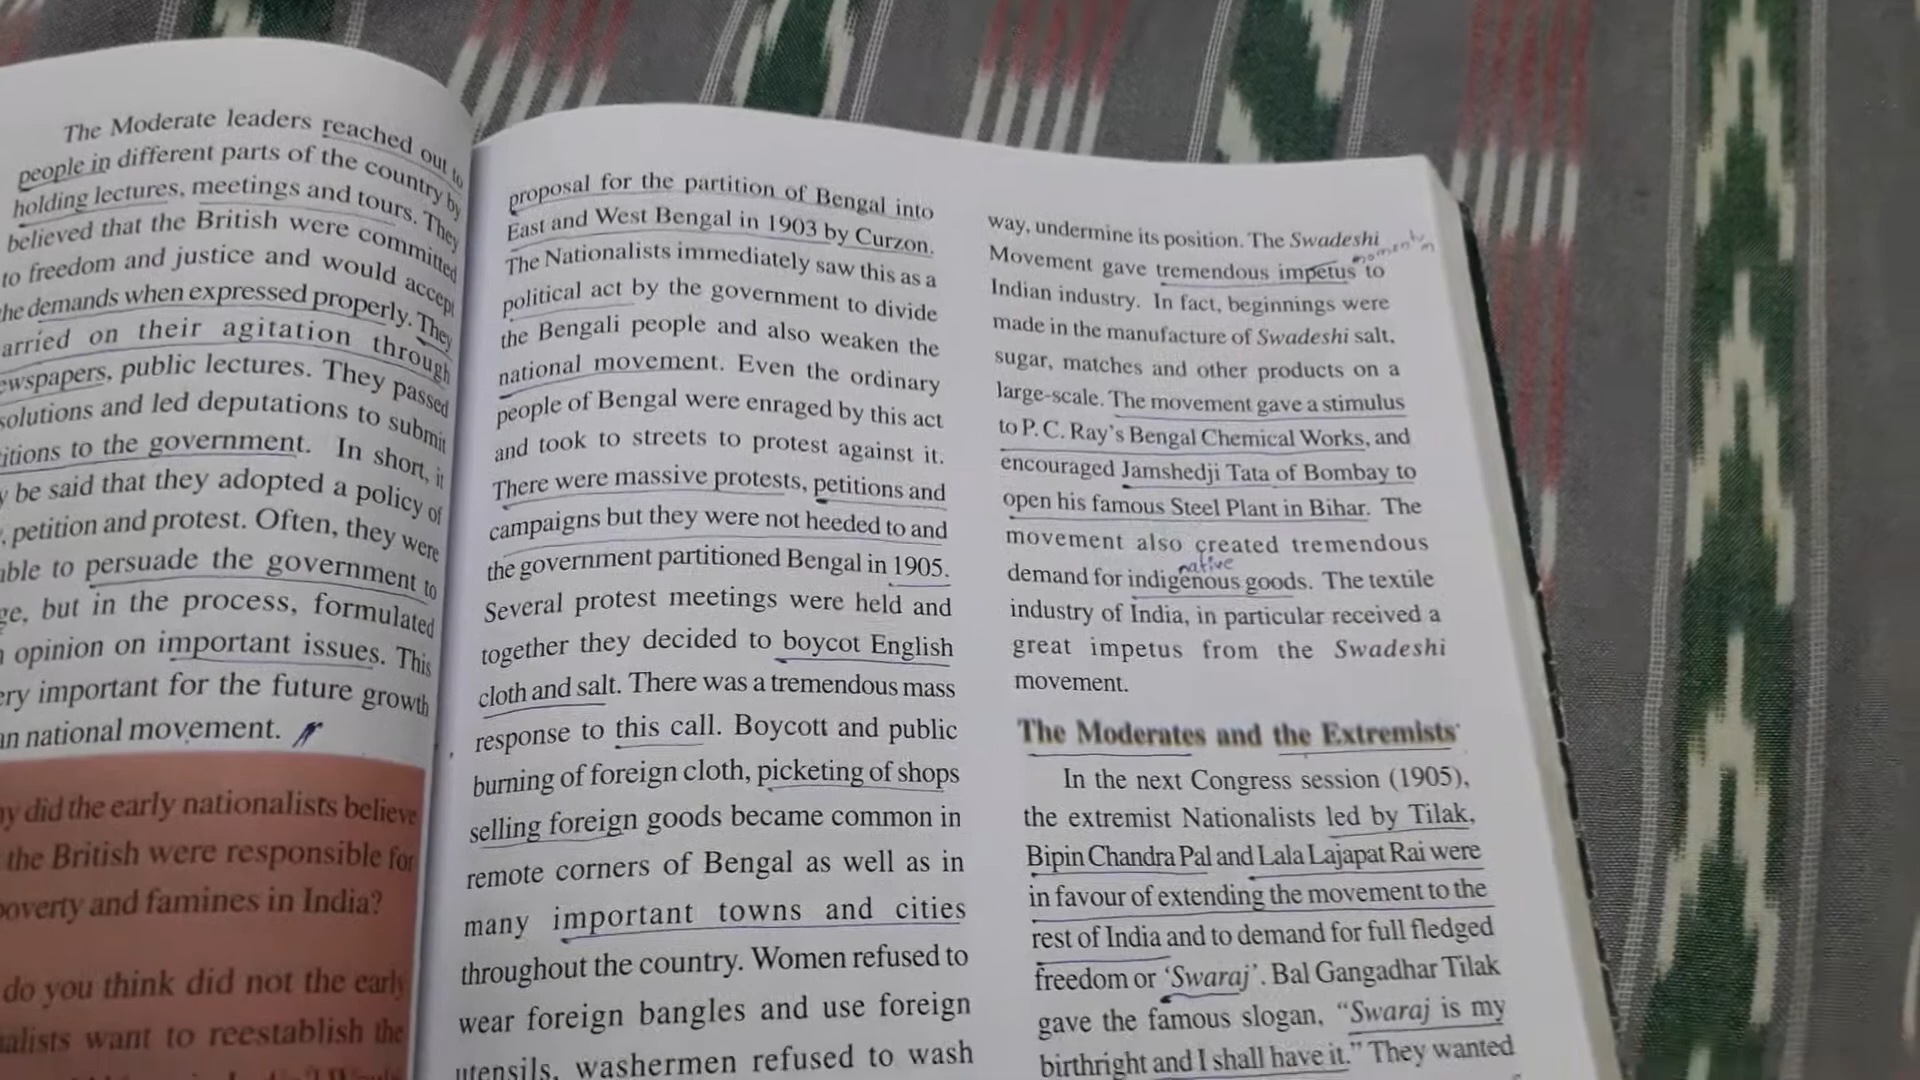 The Moderate leaders reached out to
people in different parts of the country by
holding lectures, meetings and tours. They
believed that the British were committed
to freedom and justice and would accept
he demands when expressed properly. They
arried on their agitation through
ewspapers, public lectures. They passed
solutions and led deputations to submit
itions to the government. In short, it
y be said that they adopted a policy of
, petition and protest. Often, they were
able to persuade the government to
ge, but in the process, formulated
opinion on important issues. This
ery important for the future growth
an national movement.
y did the early nationalists believe
the British were responsible for
poverty and famines in India?
do you think did not the early
nalists want to reestablish the
proposal for the partition of Bengal into
East and West Bengal in 1903 by Curzon.
The Nationalists immediately saw this as a
political act by the government to divide
the Bengali people and also weaken the
national movement. Even the ordinary
people of Bengal were enraged by this act
and took to streets to protest against it.
There were massive protests, petitions and
campaigns but they were not heeded to and
the government partitioned Bengal in 1905.
Several protest meetings were held and
together they decided to boycot English
cloth and salt. There was a tremendous mass
response to this call. Boycott and public
burning of foreign cloth, picketing of shops
selling foreign goods became common in
remote corners of Bengal as well as in
many important towns and cities
throughout the country. Women refused to
wear foreign bangles and use foreign
utensils, washermen refused to wash
way, undermine its position. The Swadeshi
momentum
Movement gave tremendous impetus to
Indian industry. In fact, beginnings were
made in the manufacture of Swadeshi salt,
sugar, matches and other products on a
large-scale. The movement gave a stimulus
to P. C. Ray's Bengal Chemical Works, and
encouraged Jamshedji Tata of Bombay to
open his famous Steel Plant in Bihar. The
movement also created tremendous
native
demand for indigenous goods. The textile
industry of India, in particular received a
great impetus from the Swadeshi
movement.
The Moderates and the Extremists
In the next Congress session (1905),
the extremist Nationalists led by Tilak,
Bipin Chandra Pal and Lala Lajapat Rai were
in favour of extending the movement to the
rest of India and to demand for full fledged
freedom or 'Swaraj'. Bal Gangadhar Tilak
gave the famous slogan, "Swaraj is my
birthright and I shall have it." They wanted